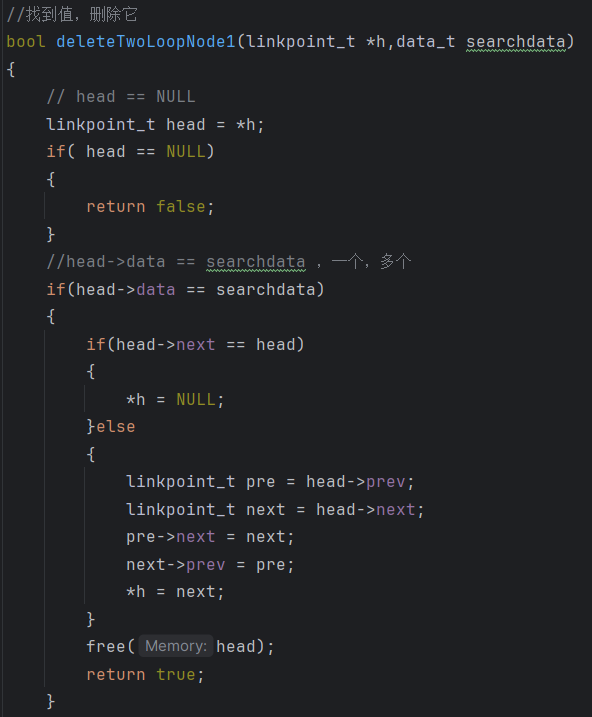 //找到值，删除它
bool deleteTwoLoopNode1(linkpoint_t *h,data_t searchdata)
{
// head == NULL
linkpoint_t head = *h;
if( head == NULL)
{
return false;
}
//head->data == searchdata ，一个，多个
if(head->data == searchdata)
{
if(head->next == head)
{
*h = NULL;
}else
{
linkpoint_t pre = head->prev;
linkpoint_t next = head->next;
pre->next = next;
next->prev = pre;
*h = next;
}
free( Memory: head);
return true;
}